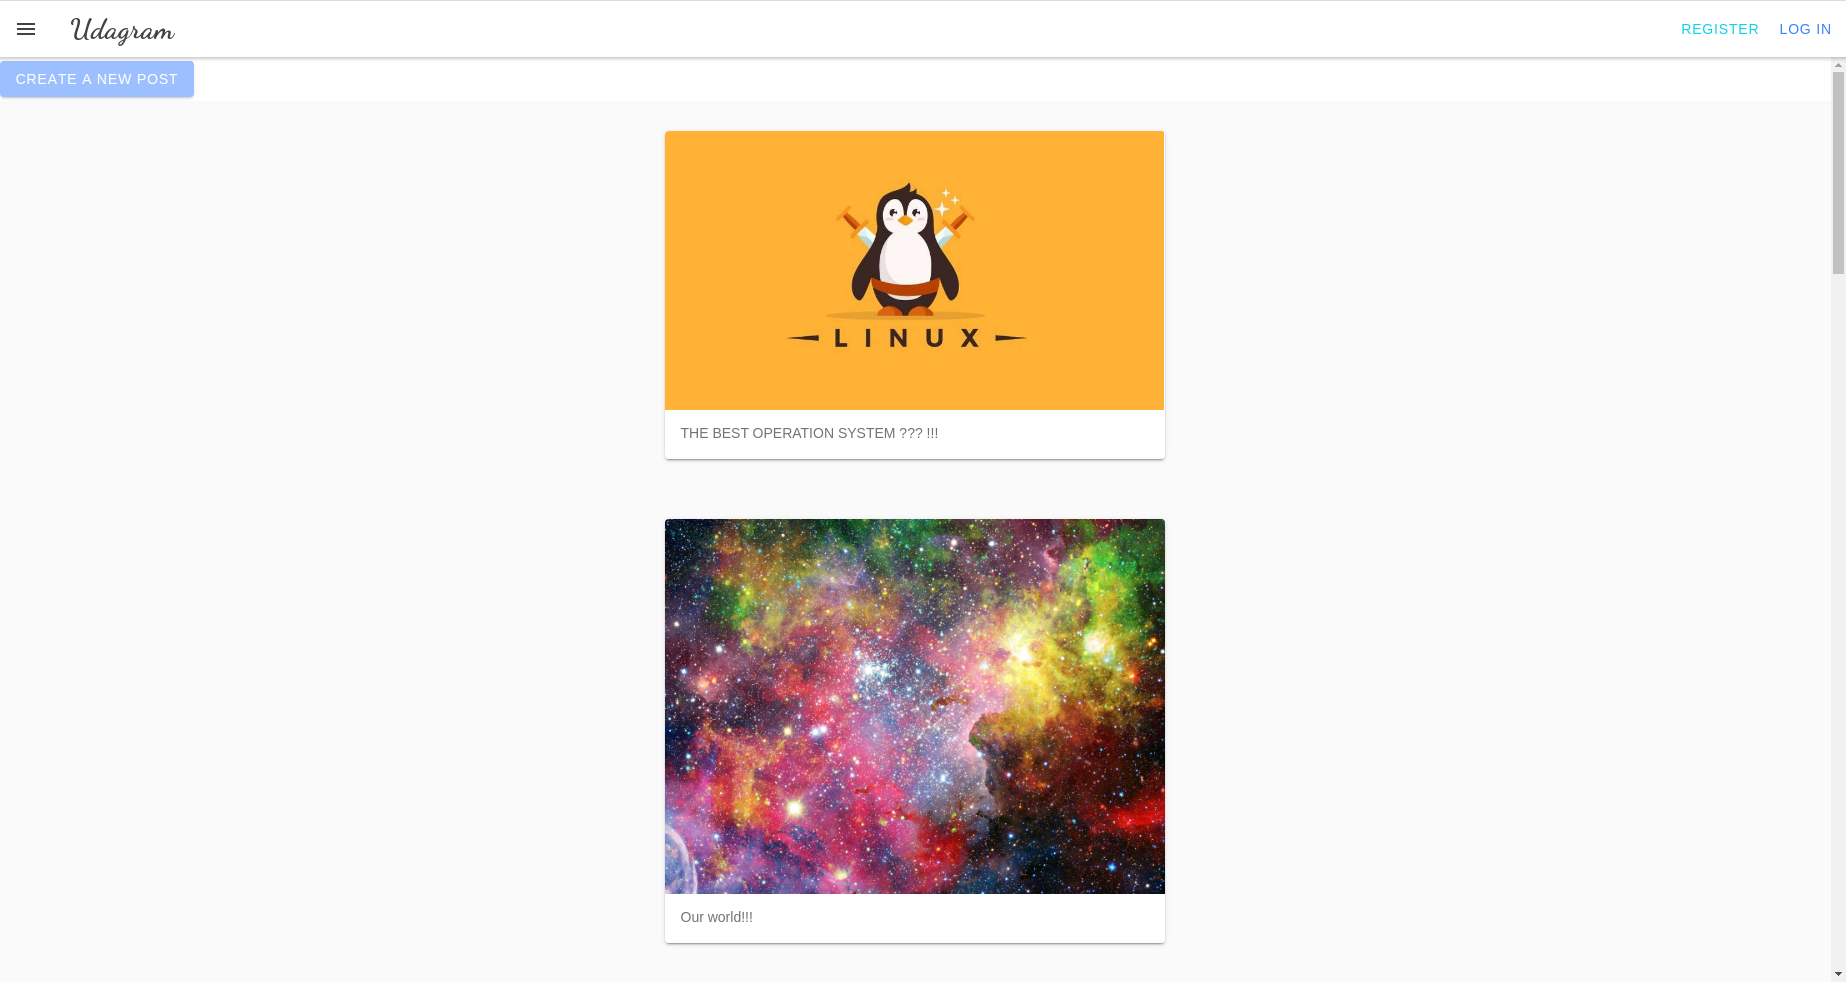 Udagram
REGISTER
LOG IN
CREATE A NEW POST
LINUX
THE BEST OPERATION SYSTEM ??? !!!
Our world!!!